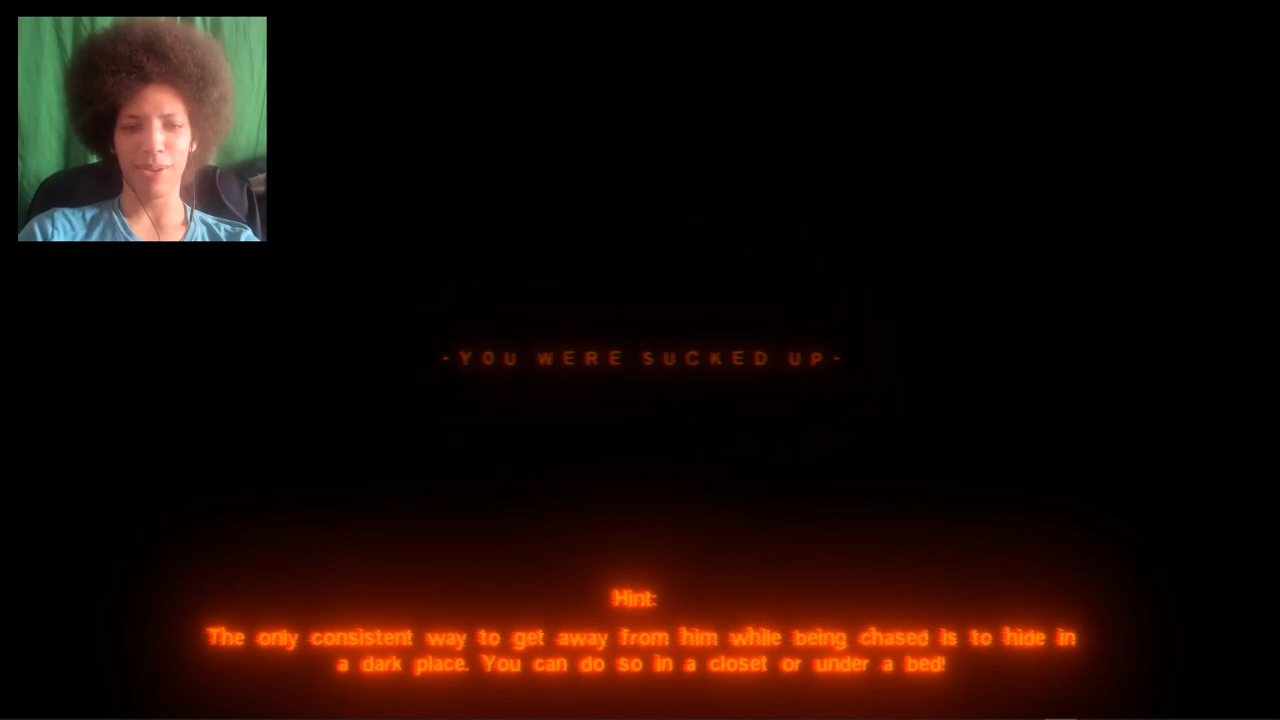 -YOU WERE SUCKED UP-
Hint:
The only consistent way to get away from him while being chased is to hide in
a dark place. You can do so in a closet or under a bed!